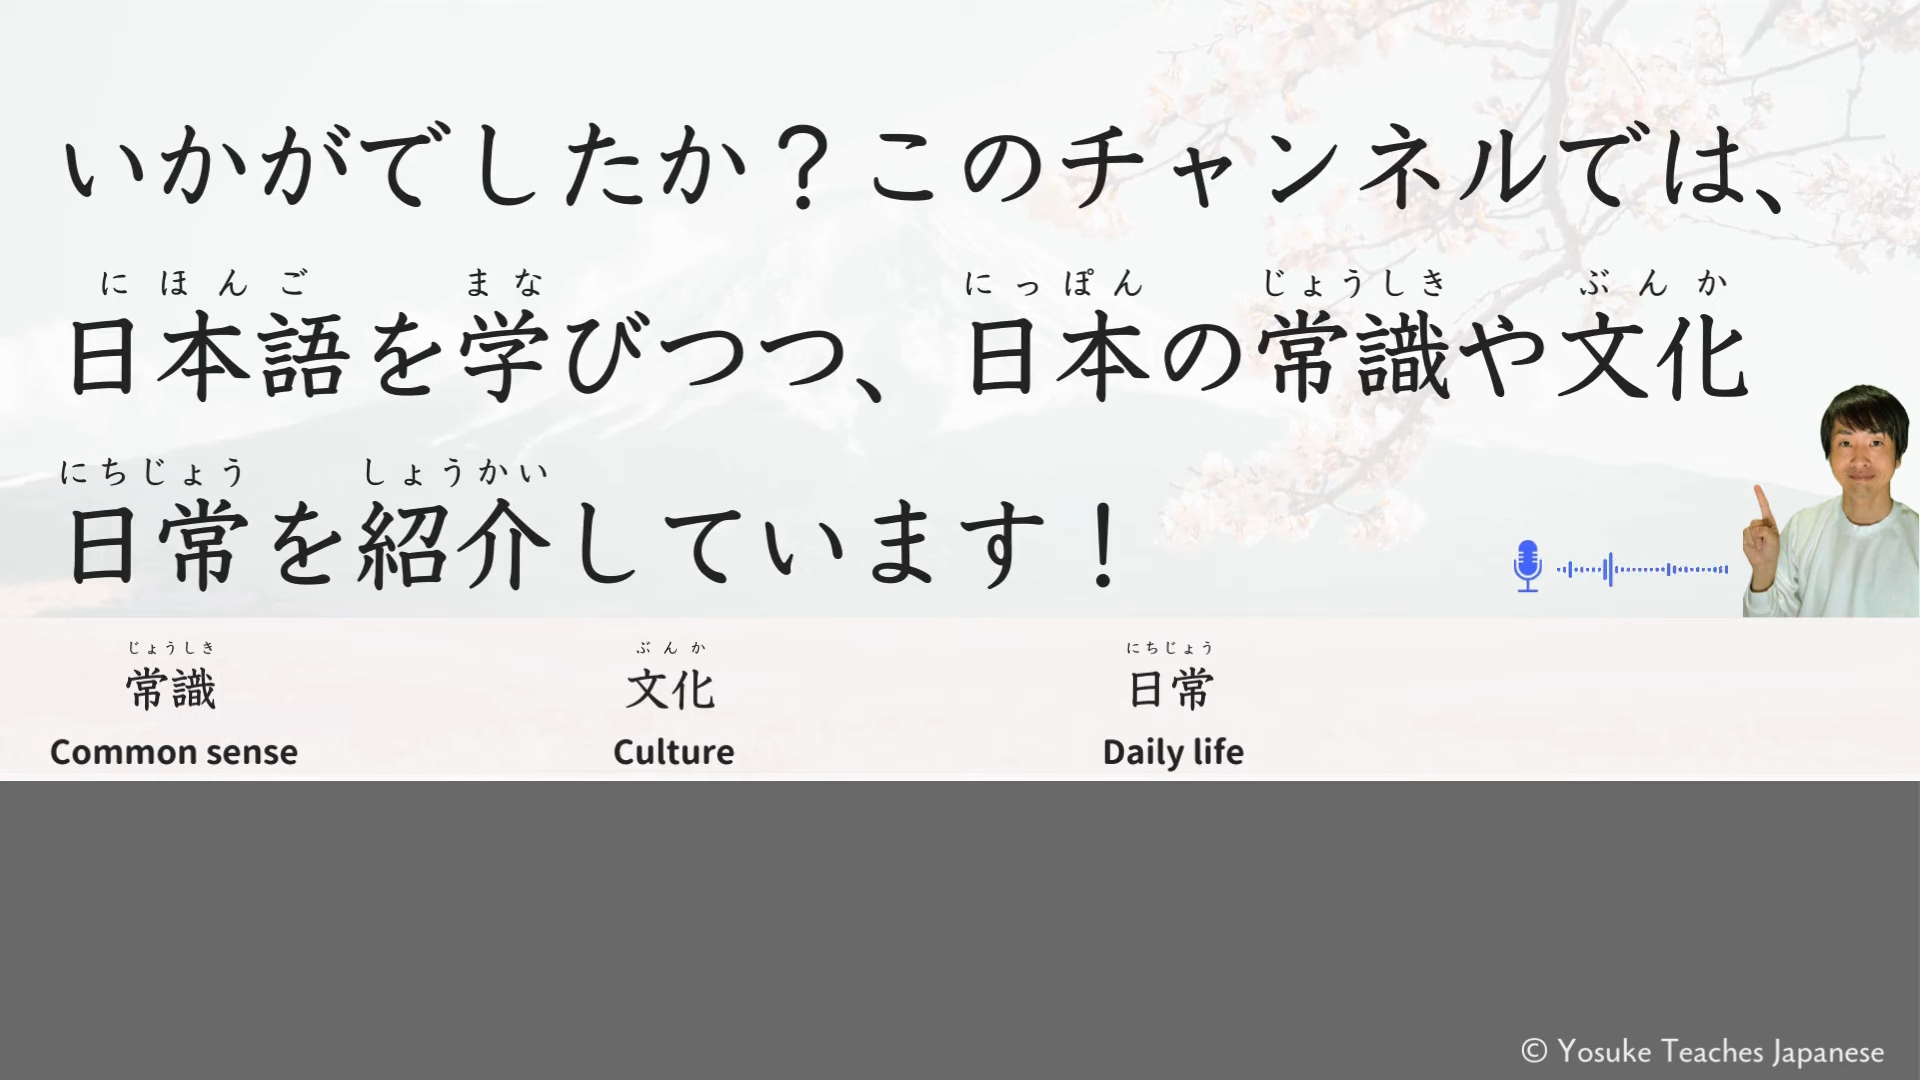 いかがでしたか？このチャンネルでは、
にほんご まな にっぽん じょうしき ぶんか
日本語を学びつつ、日本の常識や文化
にちじょう しょうかい
日常を紹介しています！
じょうしき ぶんか にちじょう
常識 文化 日常
Common sense Culture Daily life
© Yosuke Teaches Japanese